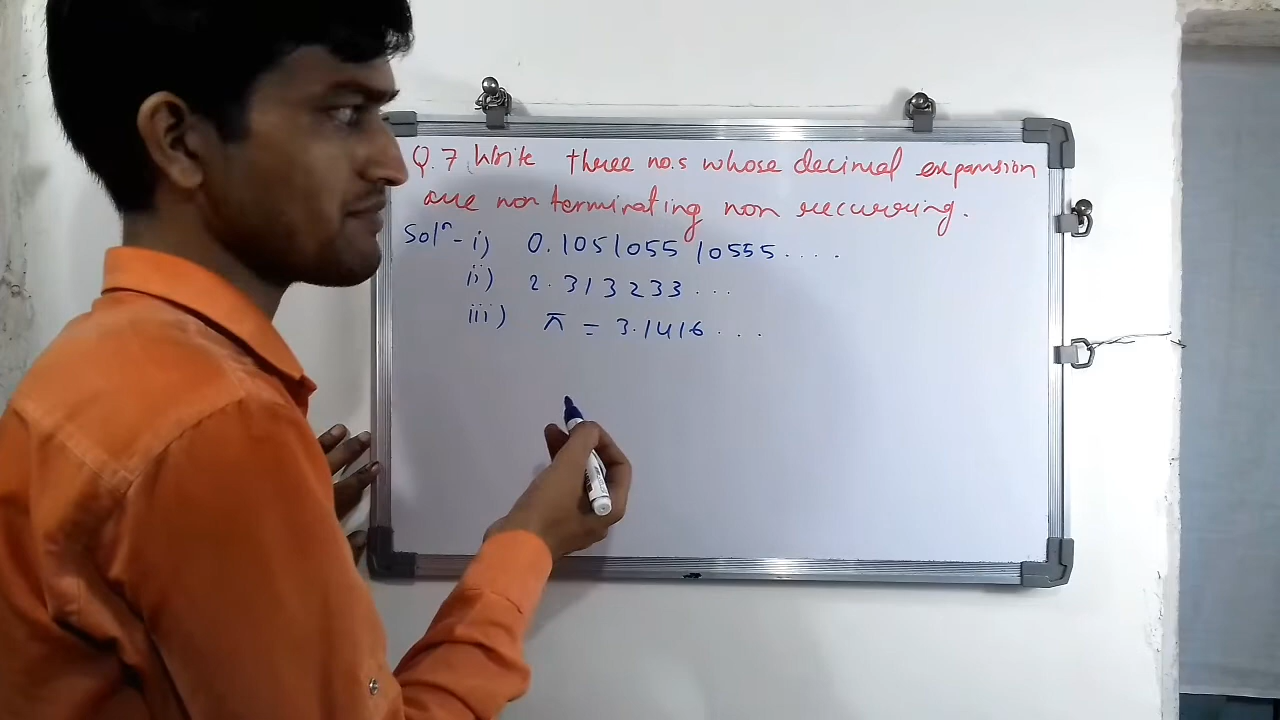 Q.7 Write three no.s whose decimal expansion
are non terminating non recurring.
Solⁿ - i) 0.1051055 10555....
ii) 2.313233...
iii) π = 3.1416...